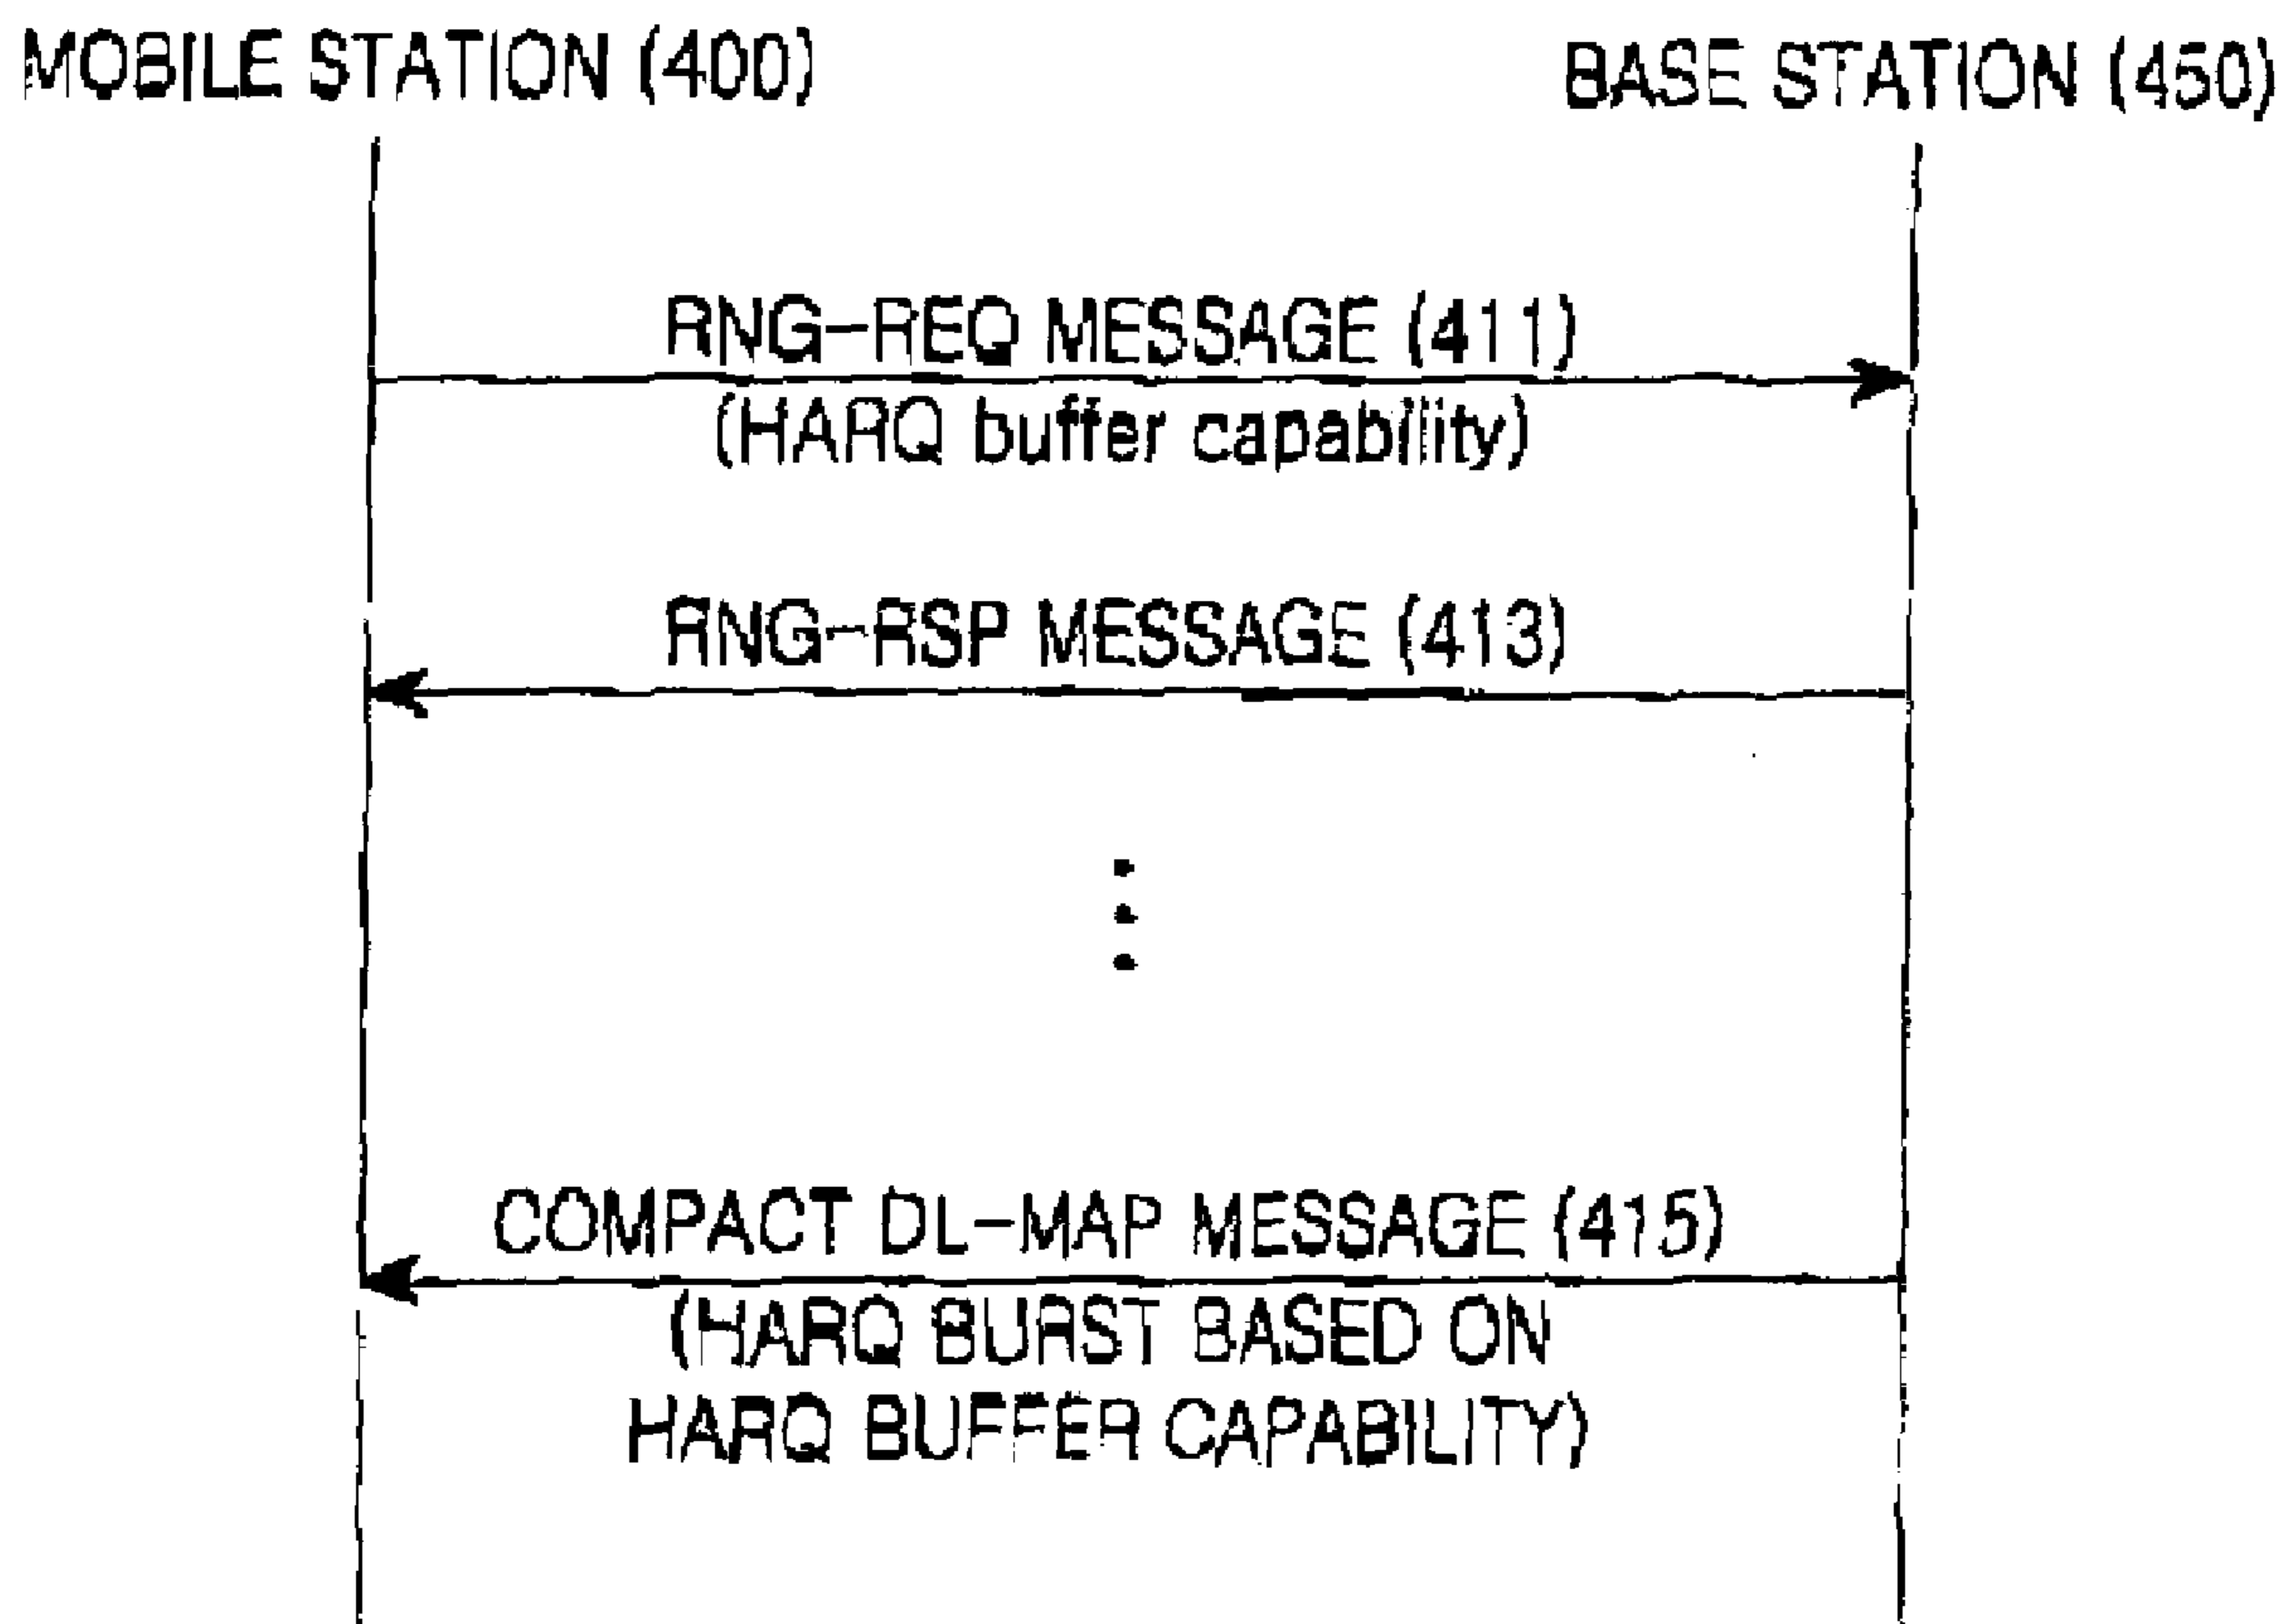 MOBILE STATION (400)
BASE STATION (450)
RNG-REQ MESSAGE (411)
(HARQ buffer capability)
RNG-RSP MESSAGE (413)
COMPACT DL-MAP MESSAGE (415)
(HARQ BURST BASED ON
HARQ BUFFER CAPABILITY)